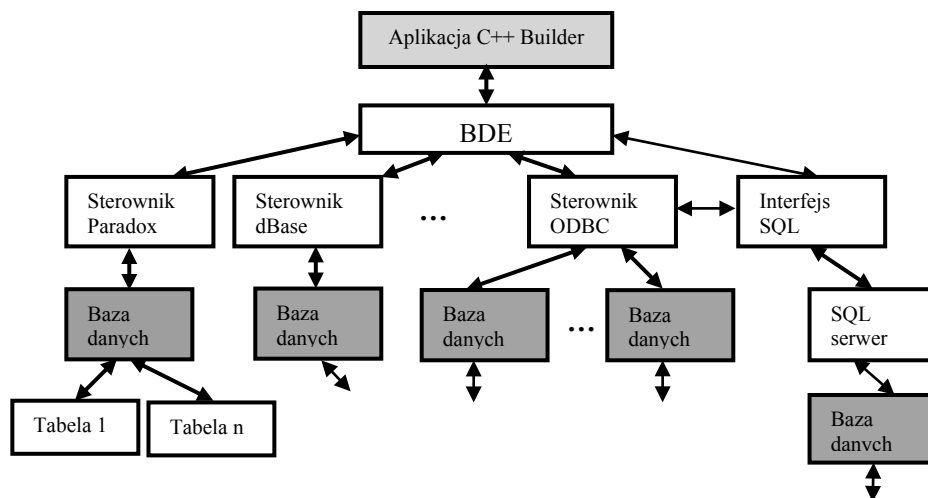 Aplikacja C++ Builder
BDE
Sterownik
Paradox
Sterownik
dBase
...
Sterownik
ODBC
Interfejs
SQL
Baza
danych
Baza
danych
Baza
danych
...
Baza
danych
SQL
serwer
Tabela 1
Tabela n
Baza
danych